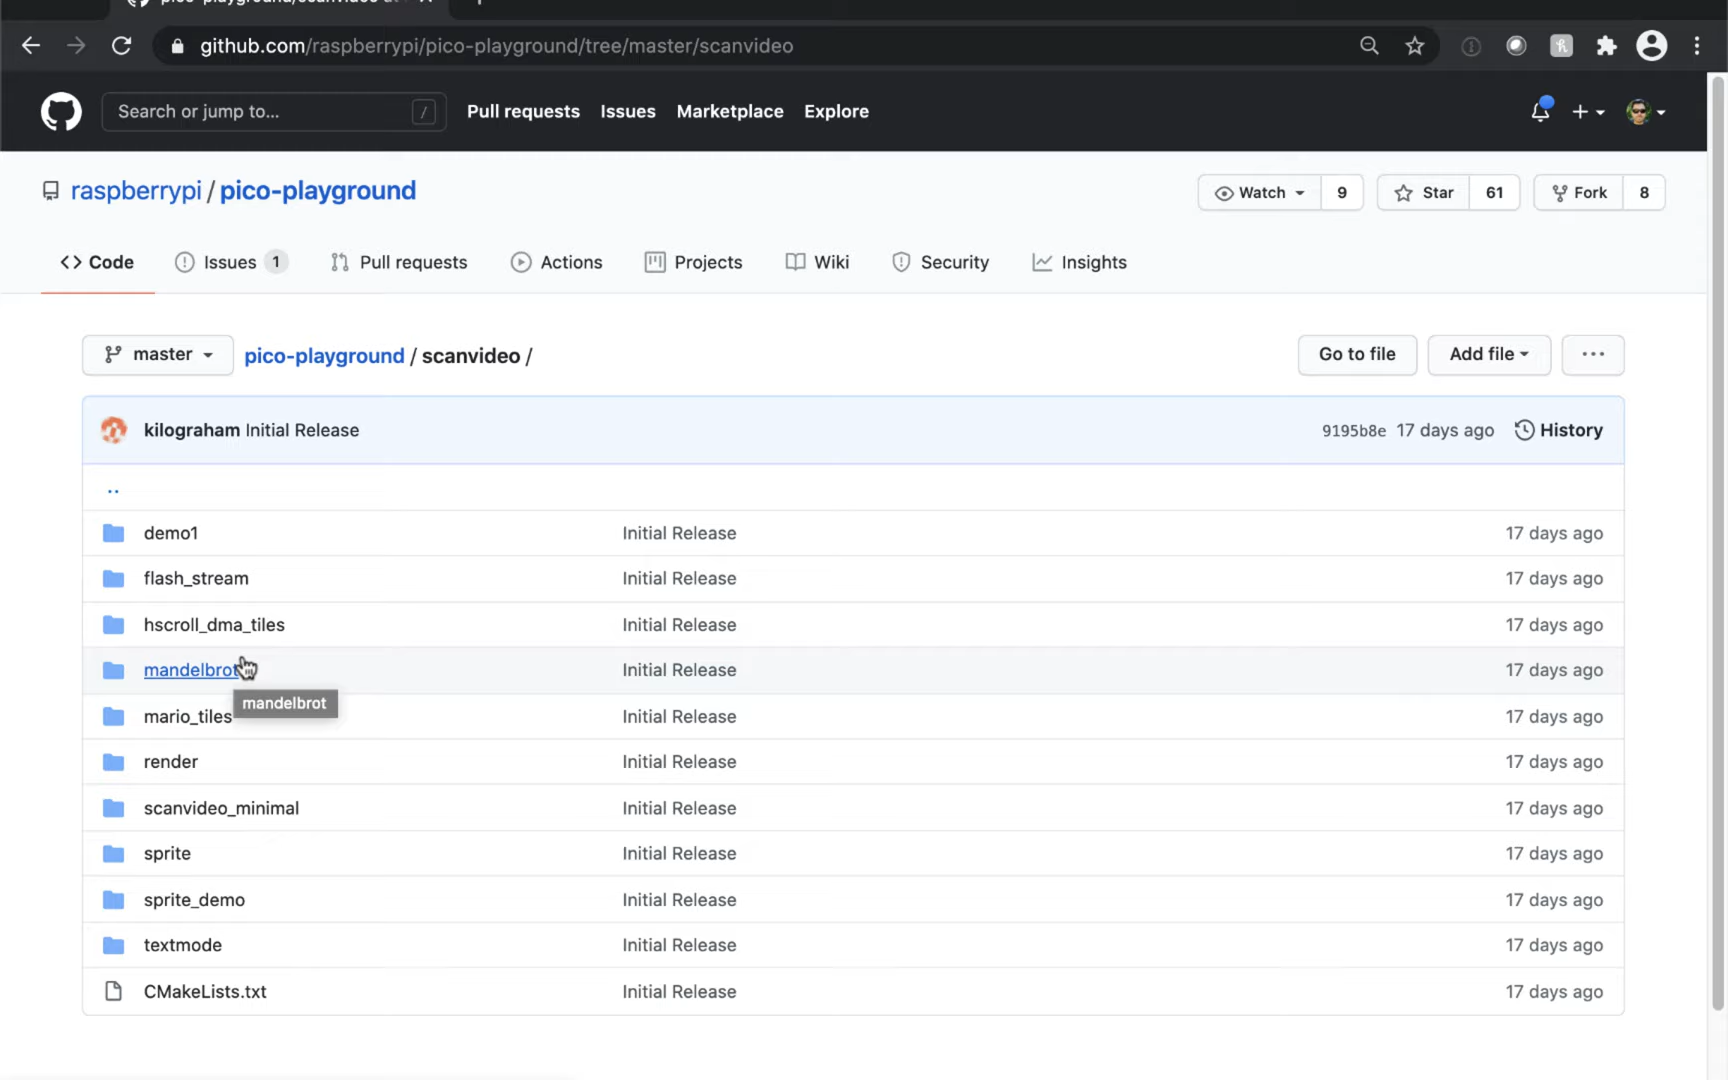 github.com/raspberrypi/pico-playground/tree/master/scanvideo
Search or jump to... /
Pull requests Issues Marketplace Explore
raspberrypi / pico-playground
Watch 9 Star 61 Fork 8
Code Issues 1 Pull requests Actions Projects Wiki Security Insights
master pico-playground / scanvideo / Go to file Add file ...
kilograham Initial Release 9195b8e 17 days ago History
..
demo1 Initial Release 17 days ago
flash_stream Initial Release 17 days ago
hscroll_dma_tiles Initial Release 17 days ago
mandelbrot Initial Release 17 days ago
mandelbrot
mario_tiles Initial Release 17 days ago
render Initial Release 17 days ago
scanvideo_minimal Initial Release 17 days ago
sprite Initial Release 17 days ago
sprite_demo Initial Release 17 days ago
textmode Initial Release 17 days ago
CMakeLists.txt Initial Release 17 days ago